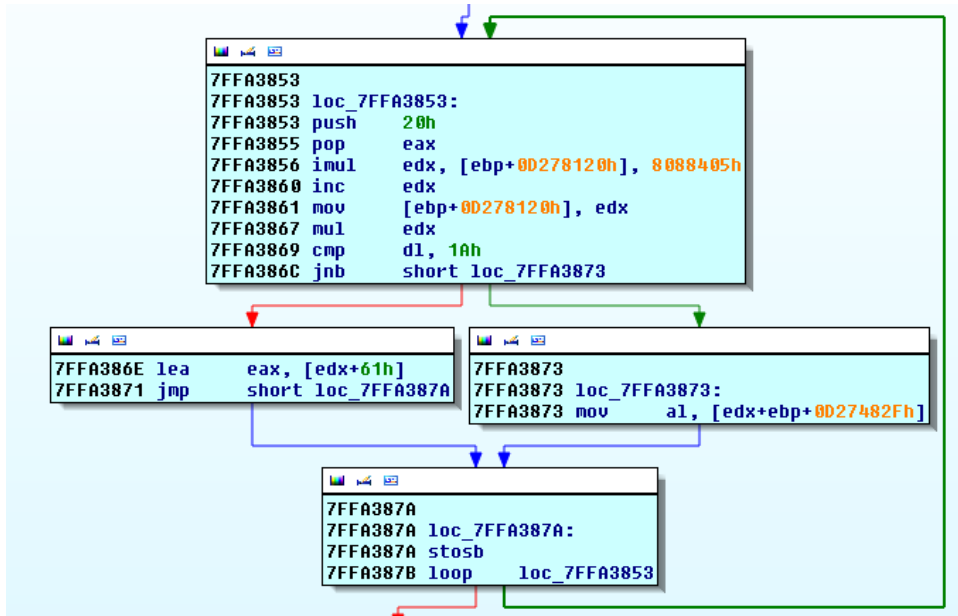 7FFA3853
7FFA3853 loc_7FFA3853:
7FFA3853 push 20h
7FFA3855 pop eax
7FFA3856 imul edx, [ebp+0D278120h], 8088405h
7FFA3860 inc edx
7FFA3861 mov [ebp+0D278120h], edx
7FFA3867 mul edx
7FFA3869 cmp dl, 1Ah
7FFA386C jnb short loc_7FFA3873
7FFA386E lea eax, [edx+61h]
7FFA3871 jmp short loc_7FFA387A
7FFA3873
7FFA3873 loc_7FFA3873:
7FFA3873 mov al, [edx+ebp+0D27482Fh]
7FFA387A
7FFA387A loc_7FFA387A:
7FFA387A stosb
7FFA387B loop loc_7FFA3853